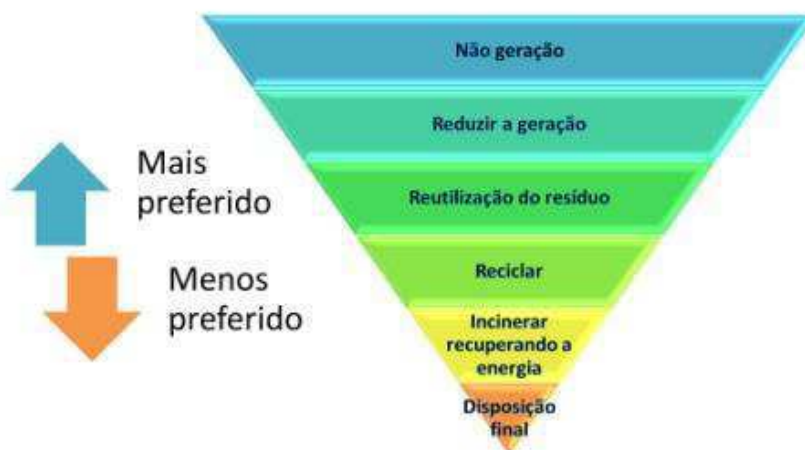 Não geração
Reduzir a geração
Mais
preferido
Reutilização do resíduo
Menos
preferido
Reciclar
Incinerar
recuperando a
energia
Disposição
final